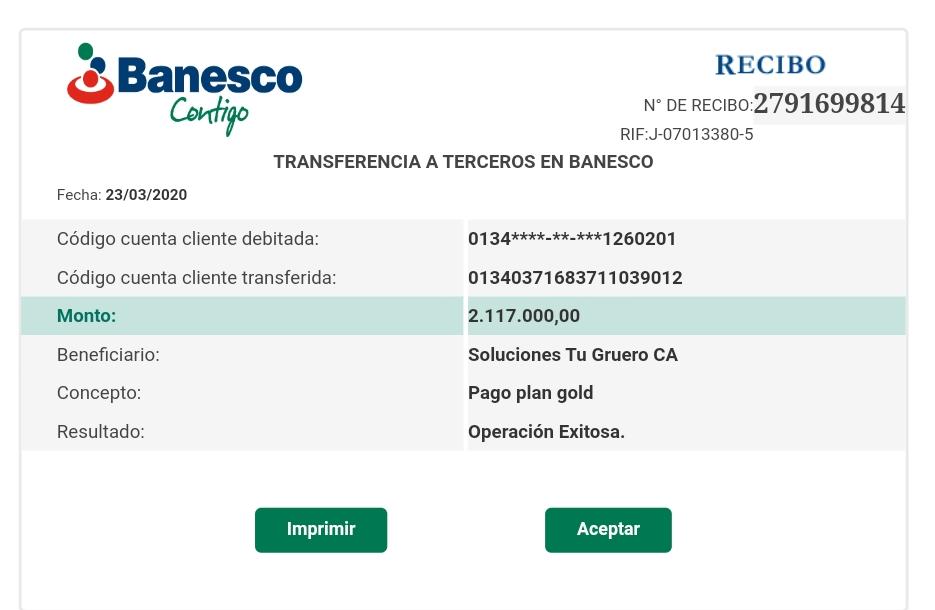 Banesco
Contigo
RECIBO
N° DE RECIBO:2791699814
RIF:J-07013380-5
TRANSFERENCIA A TERCEROS EN BANESCO
Fecha: 23/03/2020
Código cuenta cliente debitada: 0134****-**-***1260201
Código cuenta cliente transferida: 01340371683711039012
Monto: 2.117.000,00
Beneficiario: Soluciones Tu Gruero CA
Concepto: Pago plan gold
Resultado: Operación Exitosa.
Imprimir Aceptar